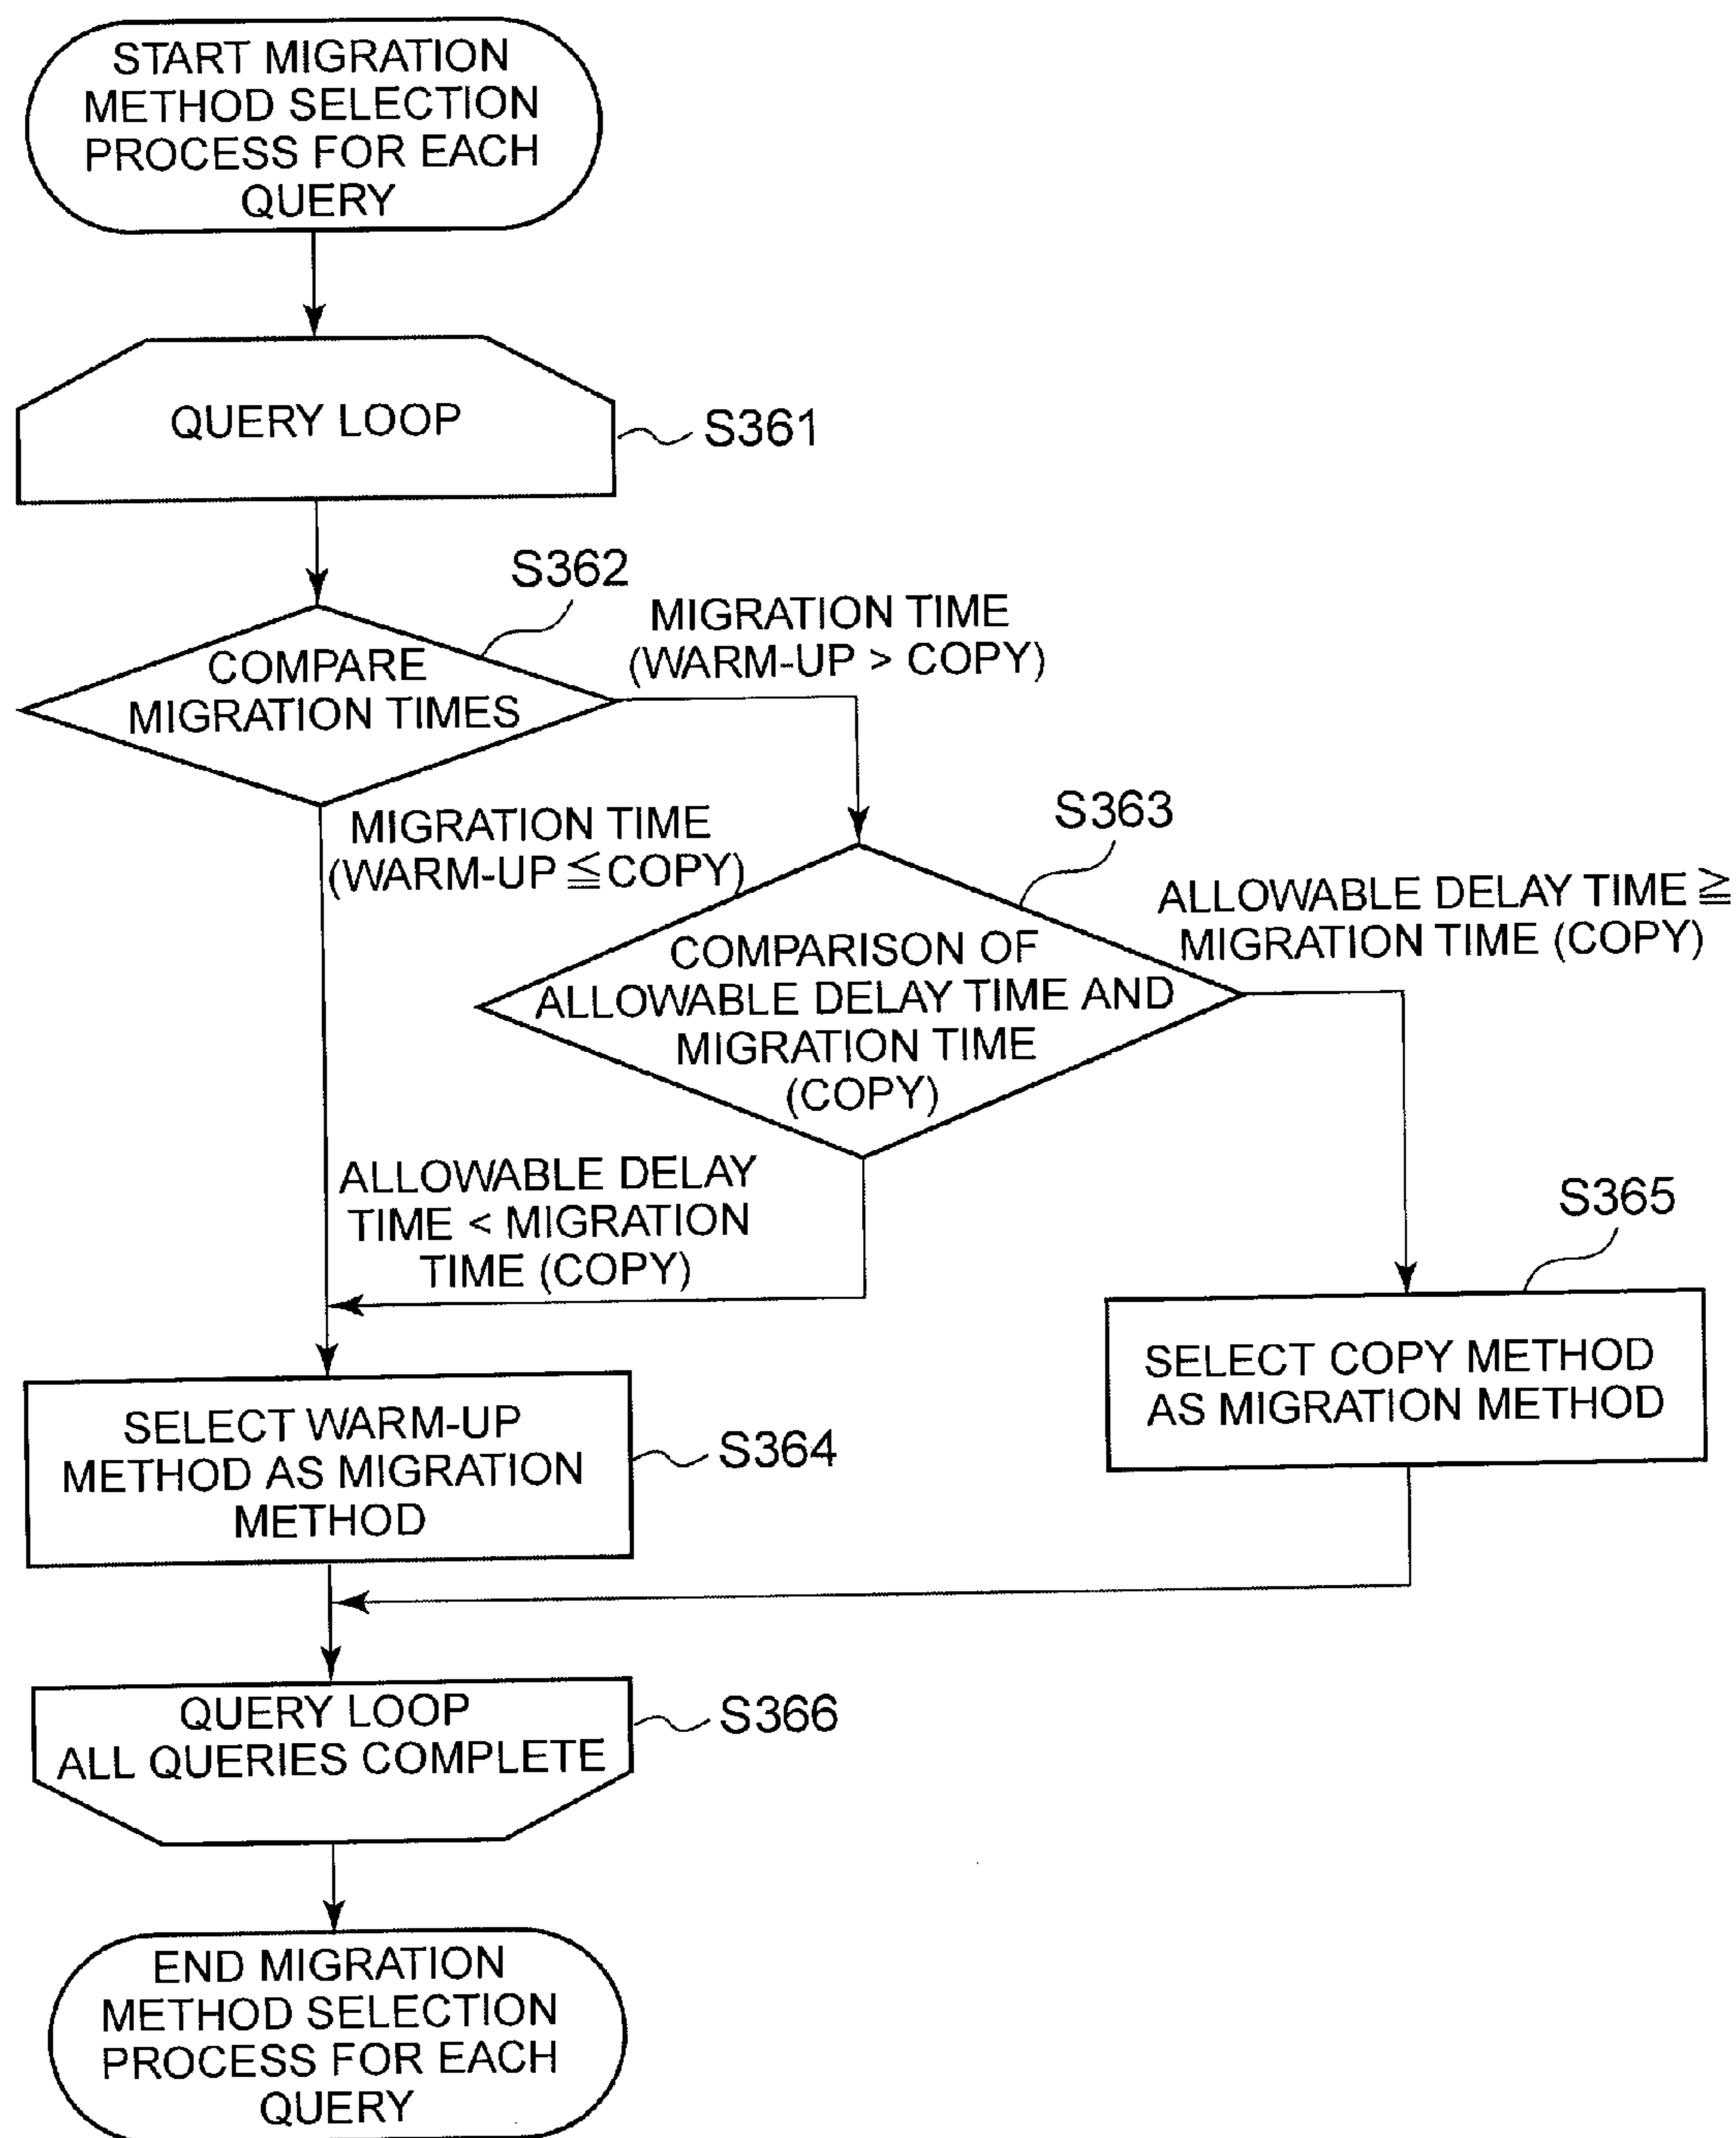 START MIGRATION
METHOD SELECTION
PROCESS FOR EACH
QUERY
QUERY LOOP
S361
S362
COMPARE
MIGRATION TIMES
MIGRATION TIME
(WARM-UP > COPY)
MIGRATION TIME
(WARM-UP ≦ COPY)
S363
COMPARISON OF
ALLOWABLE DELAY TIME AND
MIGRATION TIME
(COPY)
ALLOWABLE DELAY TIME ≧
MIGRATION TIME (COPY)
ALLOWABLE DELAY
TIME < MIGRATION
TIME (COPY)
S365
SELECT COPY METHOD
AS MIGRATION METHOD
SELECT WARM-UP
METHOD AS MIGRATION
METHOD
S364
QUERY LOOP
ALL QUERIES COMPLETE
S366
END MIGRATION
METHOD SELECTION
PROCESS FOR EACH
QUERY